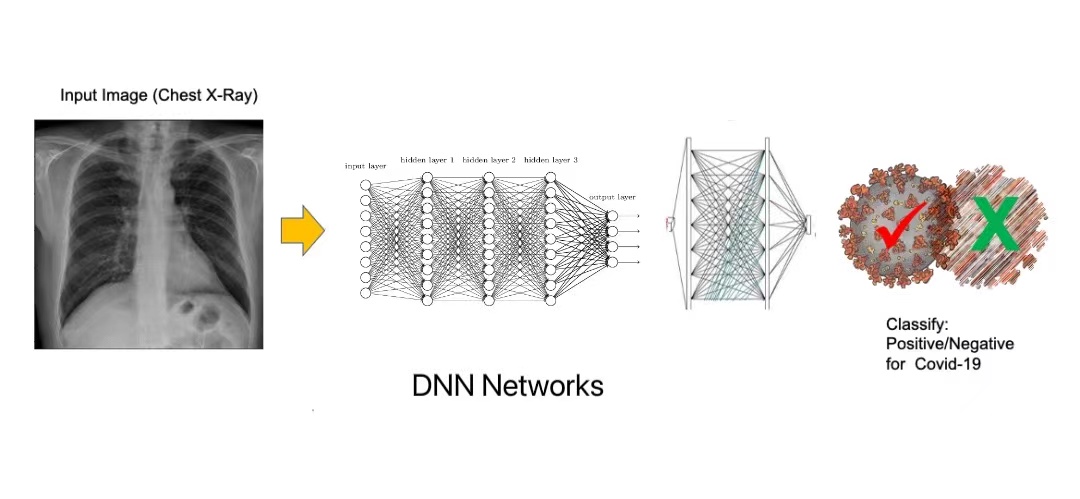 Input Image (Chest X-Ray)
input layer
hidden layer 1 hidden layer 2 hidden layer 3
output layer
DNN Networks
Classify:
Positive/Negative
for Covid-19